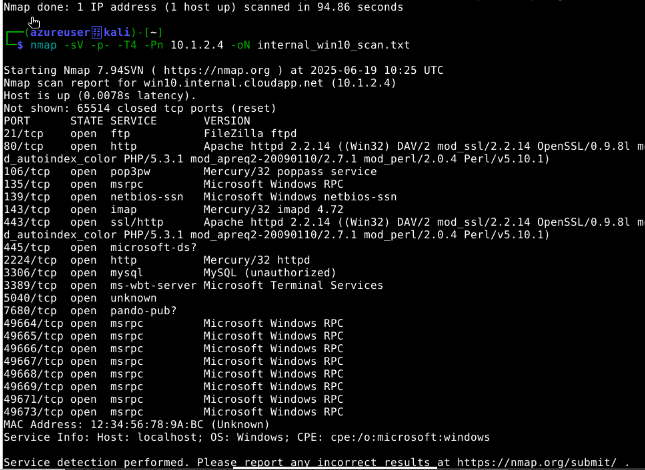 Nmap done: 1 IP address (1 host up) scanned in 94.86 seconds
(azureuser㉿kali)-[~]
$ nmap -sV -p- -T4 -Pn 10.1.2.4 -oN internal_win10_scan.txt
Starting Nmap 7.94SVN ( https://nmap.org ) at 2025-06-19 10:25 UTC
Nmap scan report for win10.internal.cloudapp.net (10.1.2.4)
Host is up (0.0078s latency).
Not shown: 65514 closed tcp ports (reset)
PORT STATE SERVICE VERSION
21/tcp open ftp FileZilla ftpd
80/tcp open http Apache httpd 2.2.14 ((Win32) DAV/2 mod_ssl/2.2.14 OpenSSL/0.9.8l mo
d_autoindex_color PHP/5.3.1 mod_apreq2-20090110/2.7.1 mod_perl/2.0.4 Perl/v5.10.1)
106/tcp open pop3pw Mercury/32 poppass service
135/tcp open msrpc Microsoft Windows RPC
139/tcp open netbios-ssn Microsoft Windows netbios-ssn
143/tcp open imap Mercury/32 imapd 4.72
443/tcp open ssl/http Apache httpd 2.2.14 ((Win32) DAV/2 mod_ssl/2.2.14 OpenSSL/0.9.8l mo
d_autoindex_color PHP/5.3.1 mod_apreq2-20090110/2.7.1 mod_perl/2.0.4 Perl/v5.10.1)
445/tcp open microsoft-ds?
2224/tcp open http Mercury/32 httpd
3306/tcp open mysql MySQL (unauthorized)
3389/tcp open ms-wbt-server Microsoft Terminal Services
5040/tcp open unknown
7680/tcp open pando-pub?
49664/tcp open msrpc Microsoft Windows RPC
49665/tcp open msrpc Microsoft Windows RPC
49666/tcp open msrpc Microsoft Windows RPC
49667/tcp open msrpc Microsoft Windows RPC
49668/tcp open msrpc Microsoft Windows RPC
49669/tcp open msrpc Microsoft Windows RPC
49671/tcp open msrpc Microsoft Windows RPC
49673/tcp open msrpc Microsoft Windows RPC
MAC Address: 12:34:56:78:9A:BC (Unknown)
Service Info: Host: localhost; OS: Windows; CPE: cpe:/o:microsoft:windows
Service detection performed. Please report any incorrect results at https://nmap.org/submit/ .